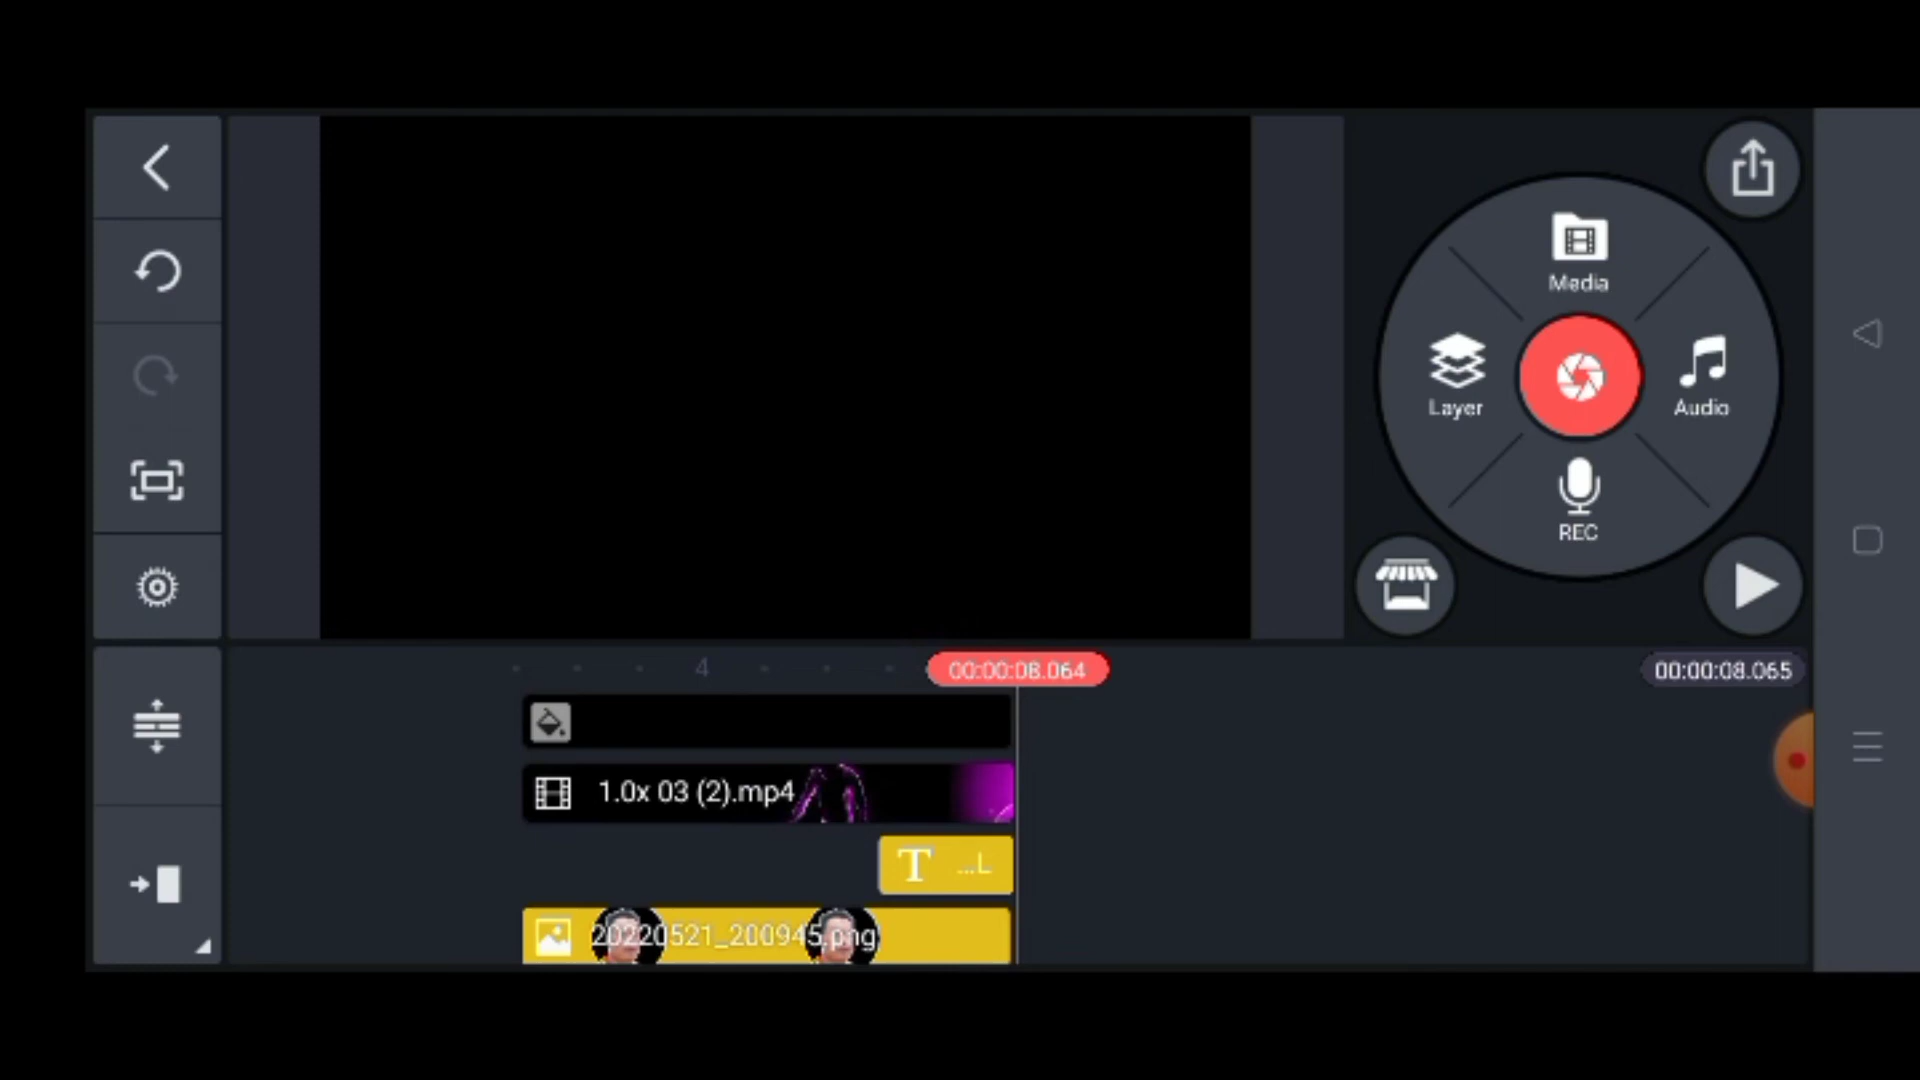 Media
Layer
Audio
REC
4
00:00:08.064
00:00:08.065
1.0x 03 (2).mp4
T ...L
20220521_200945.png